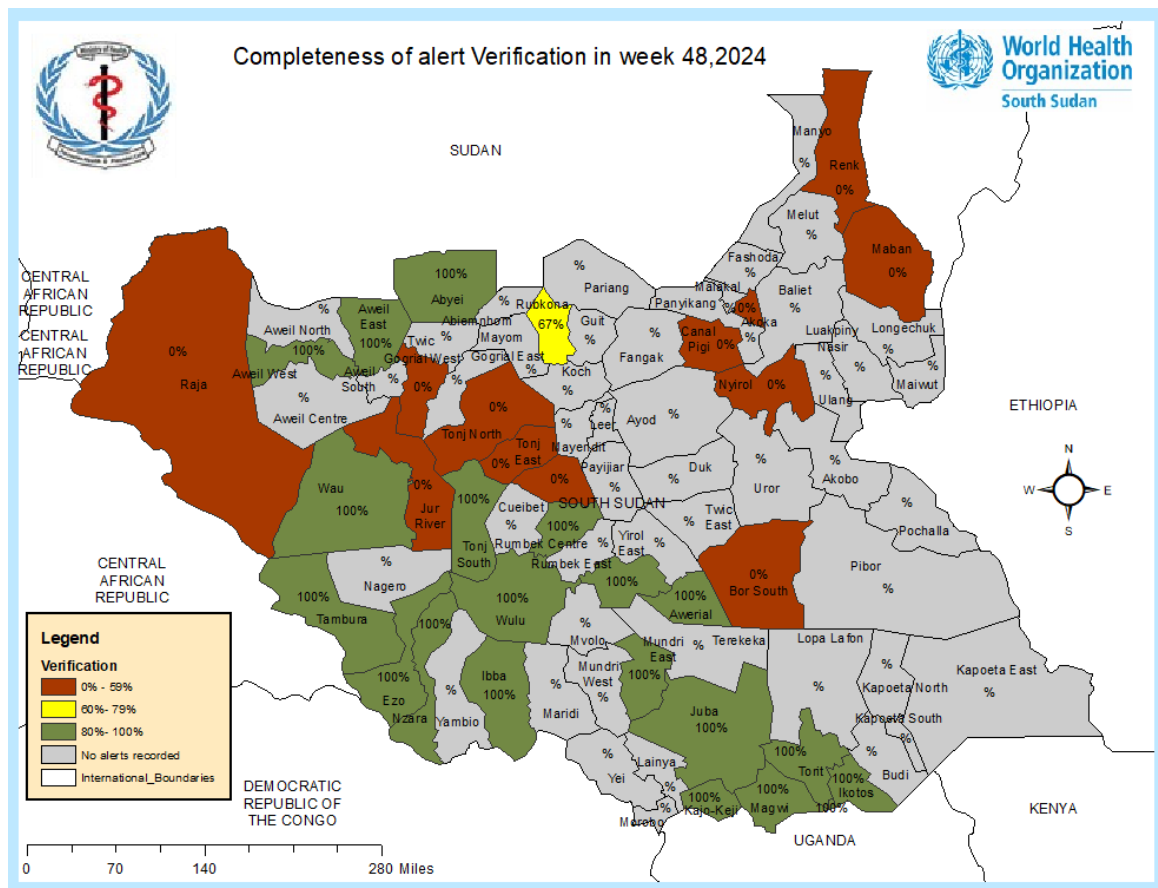 Completeness of alert Verification in week 48,2024
World Health
Organization
South Sudan
Ministry of Health
SUDAN
Manyo
%
Renk
0%
Melut
%
Maban
0%
Fashoda
%
CENTRAL
AFRICAN
REPUBLIC
CENTRAL
AFRICAN
REPUBLIC
100%
Abyei
%
Pariang
%
Abiemnhom
Rubkona
67%
Malakal
%
Panyikang
%
0%
Akoka
%
Baliet
%
%
Aweil North
Aweil
East
100%
100%
Aweil West
Aweil
South
%
Twic
%
Mayom
Gogrial West
0%
Gogrial East
%
%
Guit
%
Koch
%
%
Fangak
Canal
Pigi
0%
Luakpiny
Nasir
%
Longechuk
%
%
Maiwut
0%
Raja
%
Aweil Centre
Nyirol
0%
%
Ulang
ETHIOPIA
0%
Tonj North
Tonj
East
0%
0%
%
Leer
Mayendit
%
Ayod
%
Payijiar
%
Duk
%
%
Uror
%
Akobo
%
Pochalla
N
W
E
S
Wau
100%
0%
Jur
River
100%
Tonj
South
Cueibet
%
SOUTH SUDAN
100%
Rumbek Centre
%
Rumbek East
Yirol
East
%
%
Twic
East
0%
Bor South
Pibor
%
CENTRAL
AFRICAN
REPUBLIC
%
Nagero
100%
Tambura
100%
100%
Wulu
100%
100%
Awerial
%
Mvolo
Mundri
East
%
Terekeka
Lopa Lafon
%
100%
Ezo
Nzara
%
Yambio
Ibba
100%
%
Maridi
Mundri
West
%
100%
Juba
100%
%
Kapoeta North
Kapoeta East
%
Kapoeta South
%
%
Budi
%
Yei
Lainya
%
%
Morobo
100%
Kajo-Keji
100%
Magwi
100%
Torit
100%
Ikotos
100%
Legend
Verification
0% - 59%
60%- 79%
80%- 100%
No alerts recorded
International_Boundaries
DEMOCRATIC
REPUBLIC OF
THE CONGO
UGANDA
KENYA
0 70 140 280 Miles